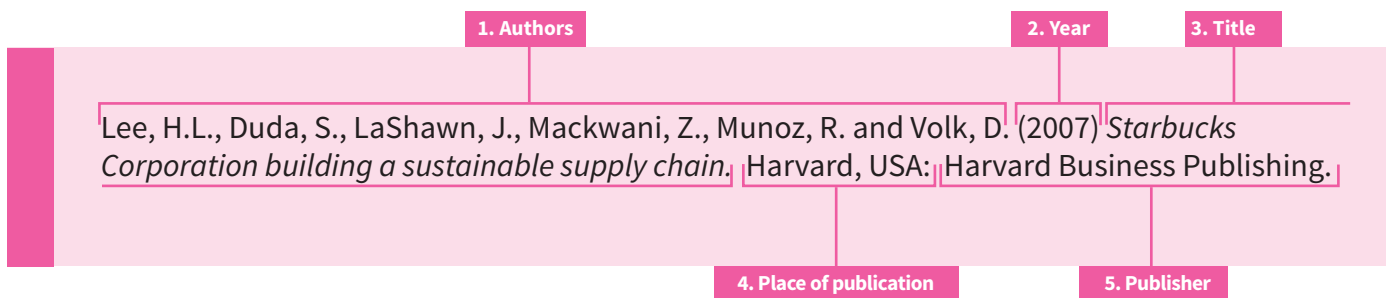 1. Authors
2. Year
3. Title
Lee, H.L., Duda, S., LaShawn, J., Mackwani, Z., Munoz, R. and Volk, D. (2007) Starbucks
Corporation building a sustainable supply chain. Harvard, USA: Harvard Business Publishing.
4. Place of publication
5. Publisher